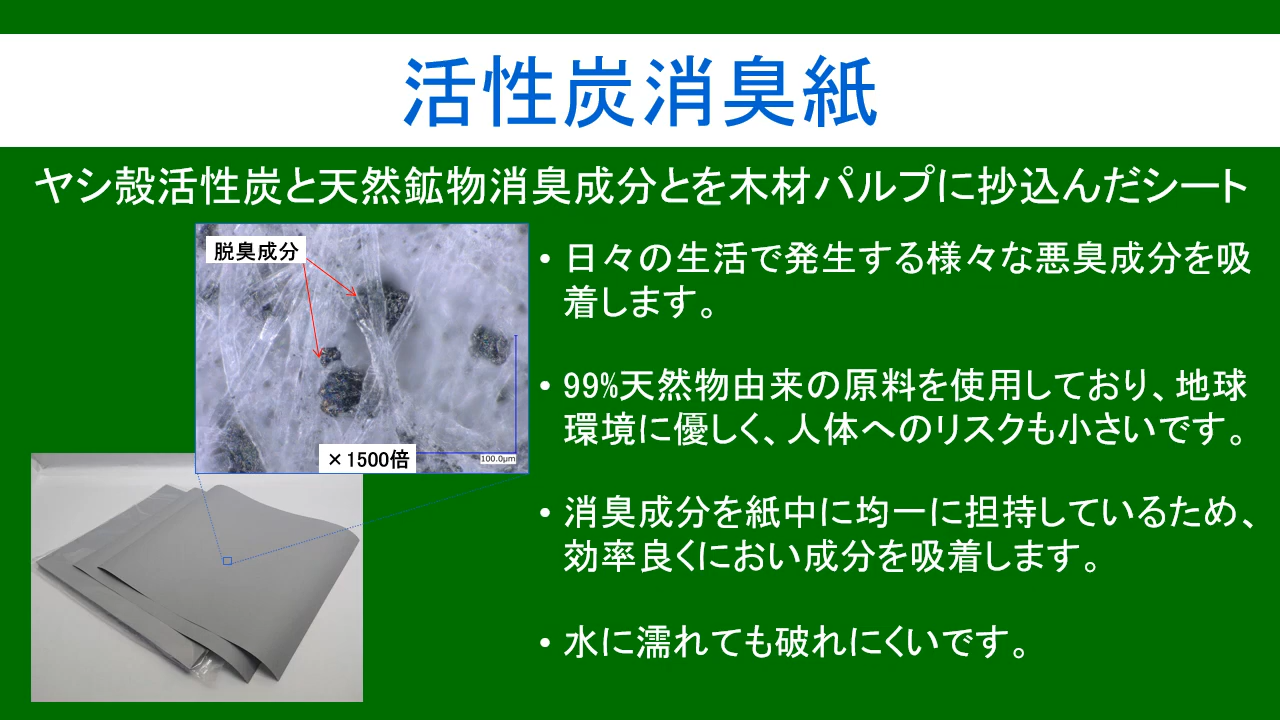 活性炭消臭紙
ヤシ殻活性炭と天然鉱物消臭成分とを木材パルプに抄込んだシート
脱臭成分
×1500倍
100.0μm
• 日々の生活で発生する様々な悪臭成分を吸
着します。
• 99%天然物由来の原料を使用しており、地球
環境に優しく、人体へのリスクも小さいです。
• 消臭成分を紙中に均一に担持しているため、
効率良くにおい成分を吸着します。
• 水に濡れても破れにくいです。